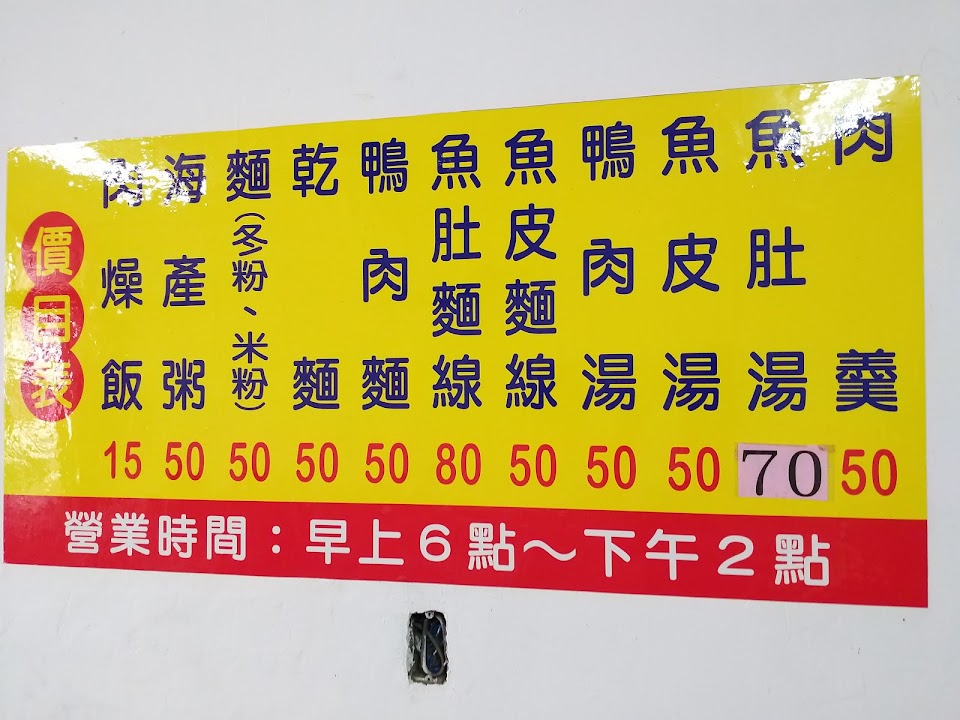 價目表
肉燥飯 15
海產粥 50
麵(冬粉、米粉) 50
乾麵 50
鴨肉麵 50
魚肚麵線 80
魚皮麵線 50
鴨肉湯 50
魚皮湯 50
魚肚湯 70
肉羹 50
營業時間：早上6點～下午2點